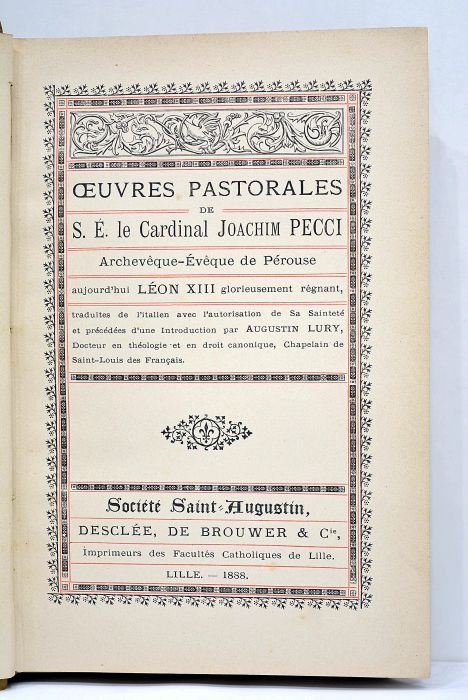 ŒUVRES PASTORALES
DE
S. É. le Cardinal JOACHIM PECCI
Archevêque-Évêque de Pérouse
aujourd'hui LÉON XIII glorieusement régnant,
traduites de l'italien avec l'autorisation de Sa Sainteté
et précédées d'une Introduction par AUGUSTIN LURY,
Docteur en théologie et en droit canonique, Chapelain de
Saint-Louis des Français.
Société Saint-Augustin,
DESCLÉE, DE BROUWER & Cie,
Imprimeurs des Facultés Catholiques de Lille.
LILLE. — 1888.